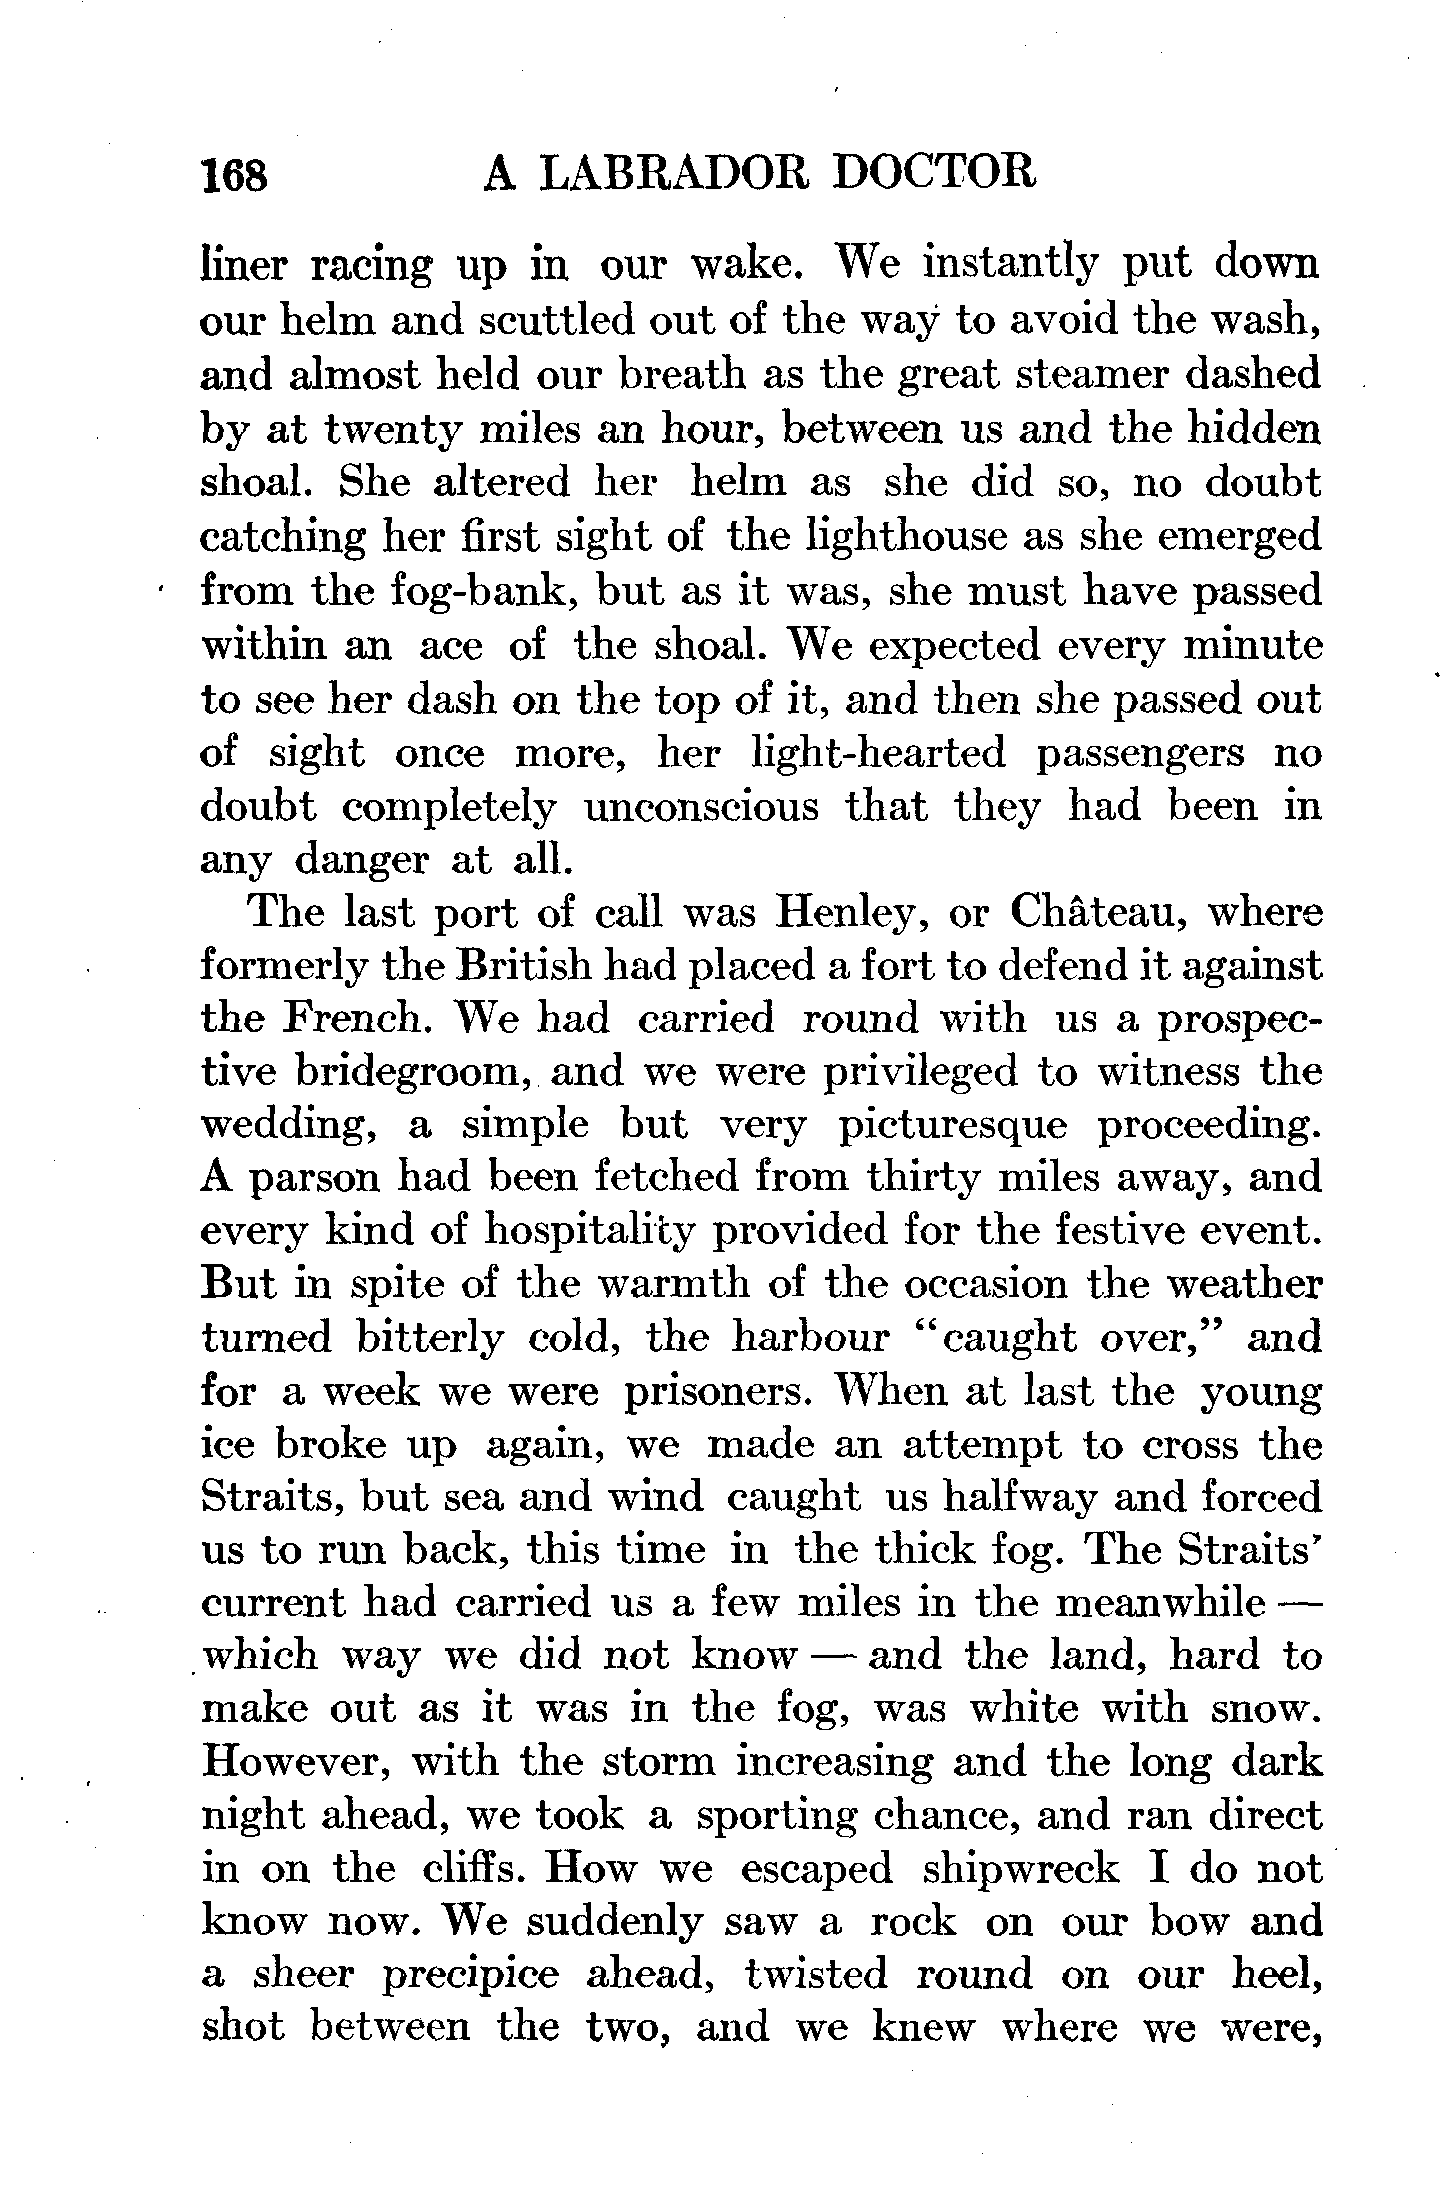 168 A LABRADOR DOCTOR
liner racing up in our wake. We instantly put down
our helm and scuttled out of the way to avoid the wash,
and almost held our breath as the great steamer dashed
by at twenty miles an hour, between us and the hidden
shoal. She altered her helm as she did so, no doubt
catching her first sight of the lighthouse as she emerged
from the fog-bank, but as it was, she must have passed
within an ace of the shoal. We expected every minute
to see her dash on the top of it, and then she passed out
of sight once more, her light-hearted passengers no
doubt completely unconscious that they had been in
any danger at all.
The last port of call was Henley, or Château, where
formerly the British had placed a fort to defend it against
the French. We had carried round with us a prospec-
tive bridegroom, and we were privileged to witness the
wedding, a simple but very picturesque proceeding.
A parson had been fetched from thirty miles away, and
every kind of hospitality provided for the festive event.
But in spite of the warmth of the occasion the weather
turned bitterly cold, the harbour "caught over," and
for a week we were prisoners. When at last the young
ice broke up again, we made an attempt to cross the
Straits, but sea and wind caught us halfway and forced
us to run back, this time in the thick fog. The Straits'
current had carried us a few miles in the meanwhile —
which way we did not know — and the land, hard to
make out as it was in the fog, was white with snow.
However, with the storm increasing and the long dark
night ahead, we took a sporting chance, and ran direct
in on the cliffs. How we escaped shipwreck I do not
know now. We suddenly saw a rock on our bow and
a sheer precipice ahead, twisted round on our heel,
shot between the two, and we knew where we were,